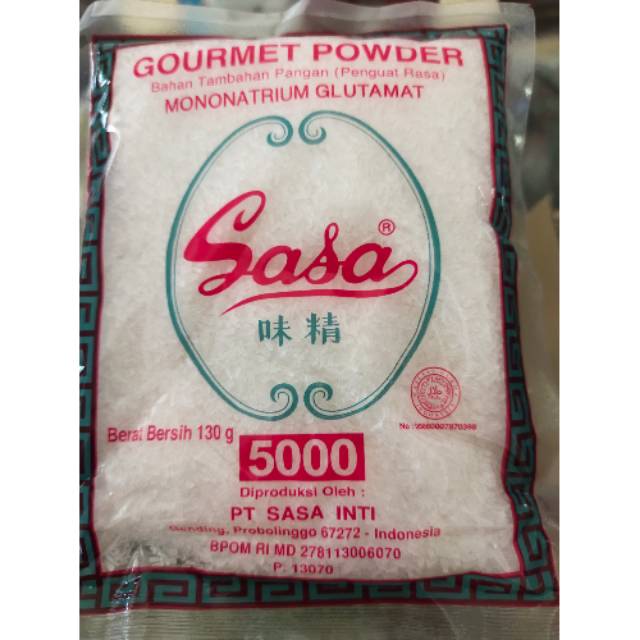 GOURMET POWDER
Bahan Tambahan Pangan (Penguat Rasa)
MONONATRIUM GLUTAMAT
Sasa®
味精
Berat Bersih 130 g
5000
Diproduksi Oleh :
PT SASA INTI
Gending, Probolinggo 67272 - Indonesia
BPOM RI MD 278113006070
P. 13070